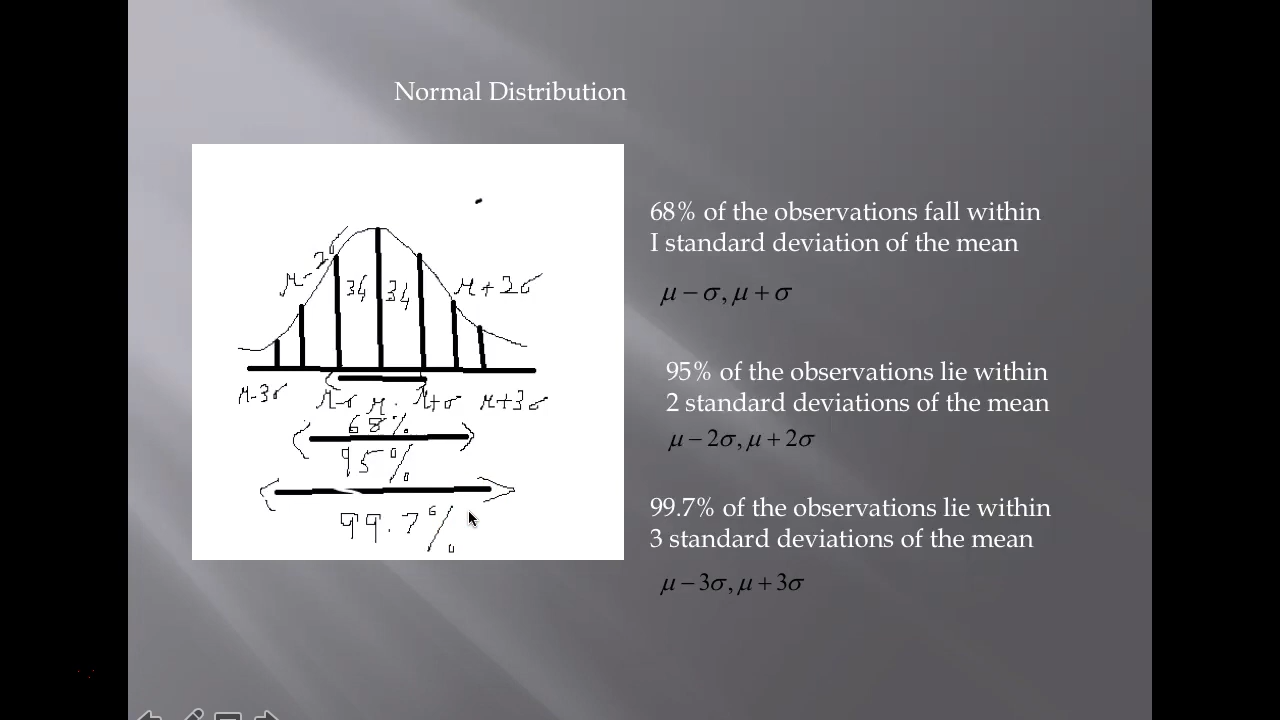 Normal Distribution
μ-2σ
34 34
μ+2σ
μ-3σ μ-σ μ μ+σ μ+3σ
68%
95%
99.7%
68% of the observations fall within
I standard deviation of the mean
μ − σ, μ + σ
95% of the observations lie within
2 standard deviations of the mean
μ − 2σ, μ + 2σ
99.7% of the observations lie within
3 standard deviations of the mean
μ − 3σ, μ + 3σ